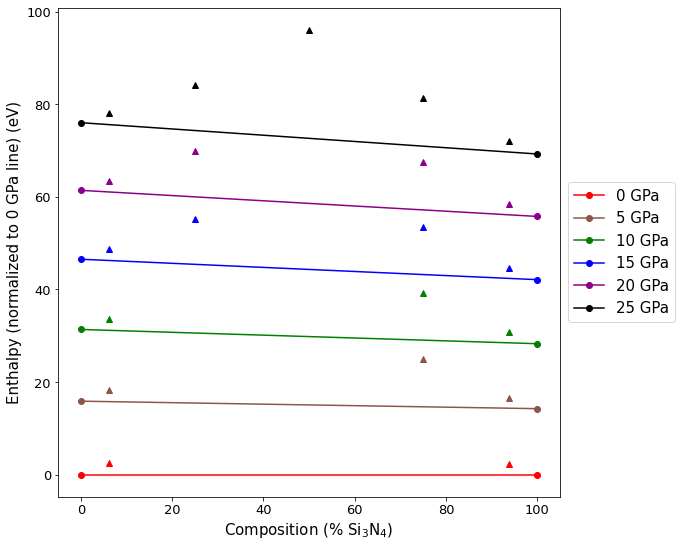 Enthalpy (normalized to 0 GPa line) (eV)
100
80
60
40
20
0
0 20 40 60 80 100
Composition (% Si₃N₄)
0 GPa
5 GPa
10 GPa
15 GPa
20 GPa
25 GPa